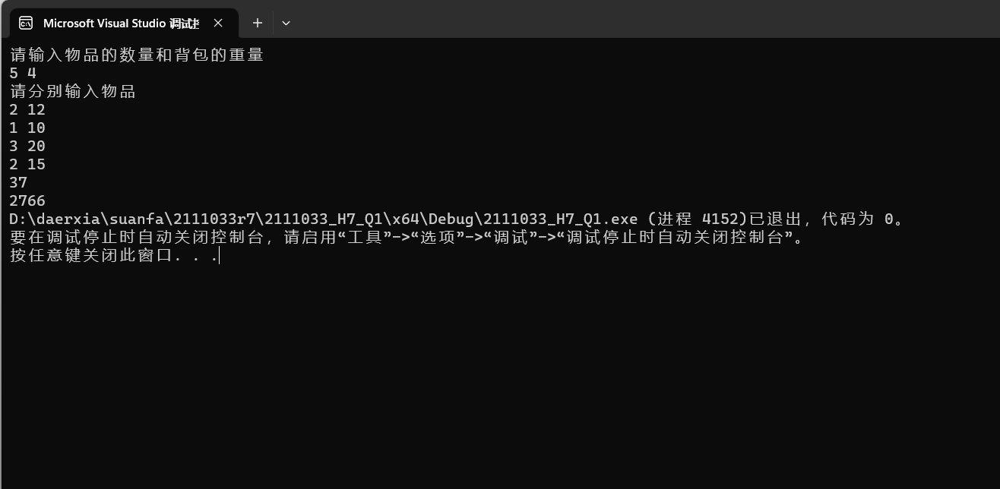 Microsoft Visual Studio 调试
请输入物品的数量和背包的重量
5 4
请分别输入物品
2 12
1 10
3 20
2 15
37
2766
D:\daerxia\suanfa\2111033r7\2111033_H7_Q1\x64\Debug\2111033_H7_Q1.exe (进程 4152)已退出，代码为 0。
要在调试停止时自动关闭控制台，请启用“工具”->“选项”->“调试”->“调试停止时自动关闭控制台”。
按任意键关闭此窗口. . .